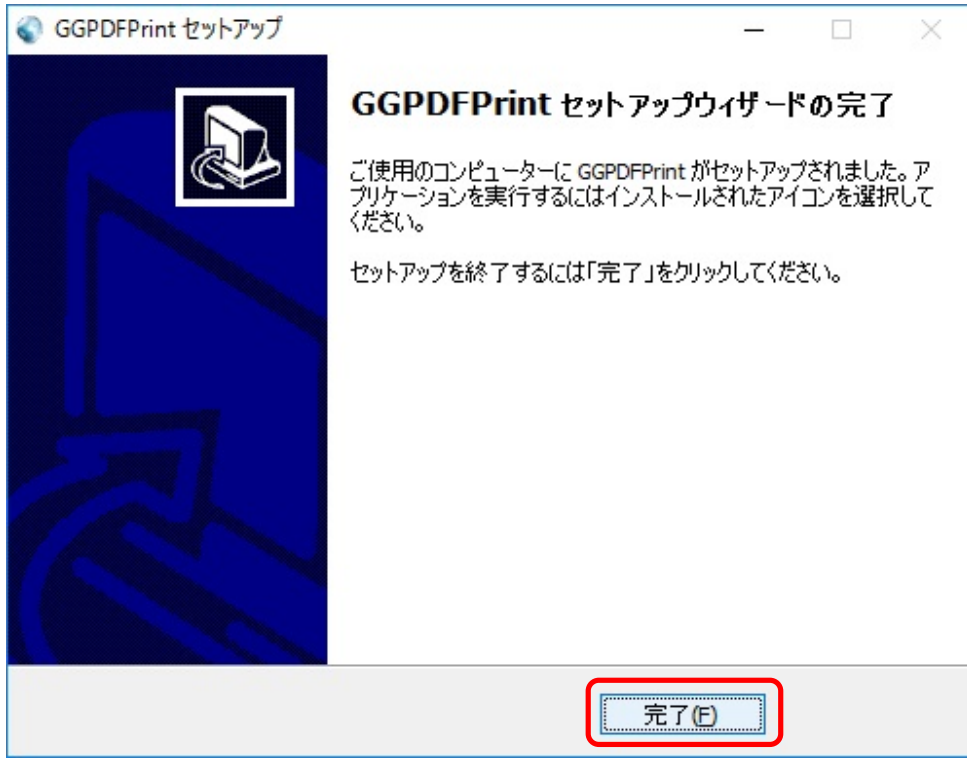 GGPDFPrint セットアップ
GGPDFPrint セットアップウィザードの完了
ご使用のコンピューターに GGPDFPrint がセットアップされました。ア
プリケーションを実行するにはインストールされたアイコンを選択して
ください。
セットアップを終了するには「完了」をクリックしてください。
完了(F)